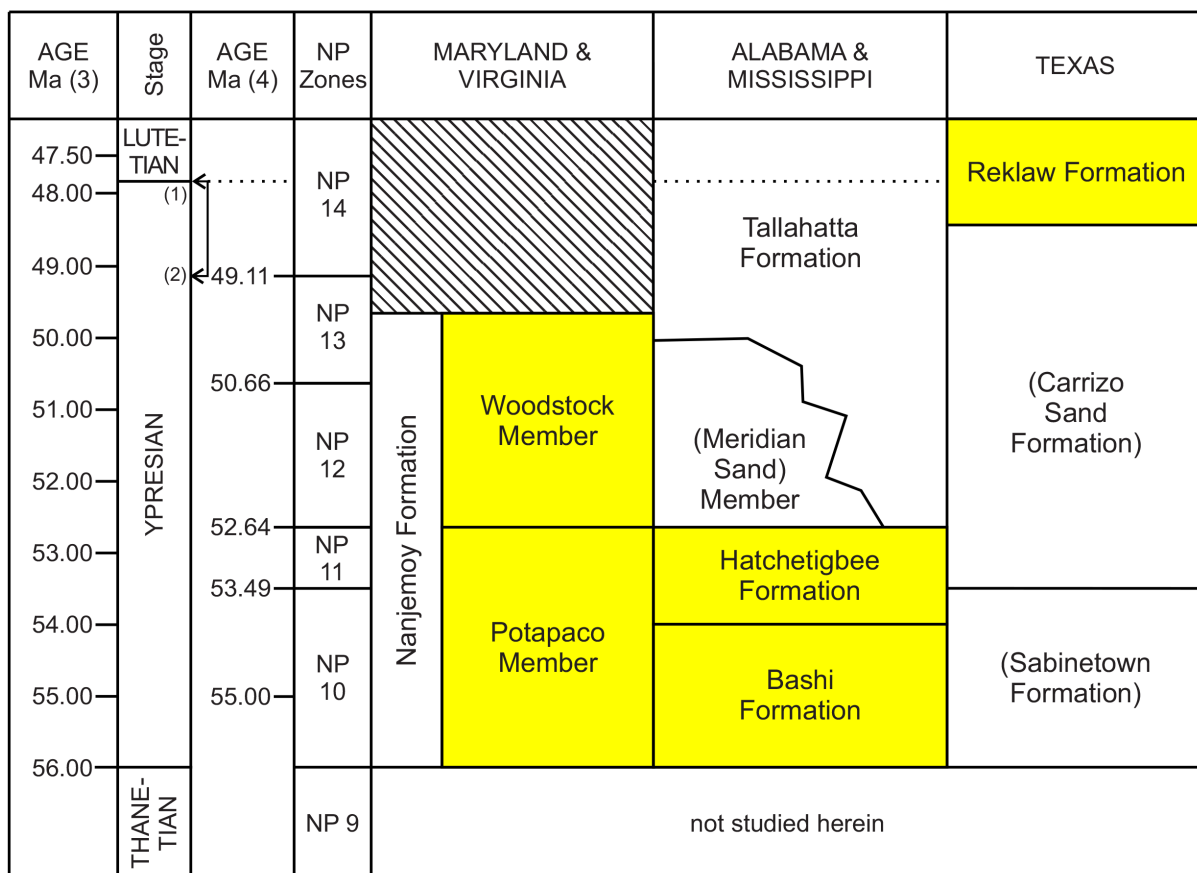 AGE
Ma (3)
Stage
AGE
Ma (4)
NP
Zones
MARYLAND &
VIRGINIA
ALABAMA &
MISSISSIPPI
TEXAS
47.50
48.00
49.00
50.00
51.00
52.00
53.00
54.00
55.00
56.00
LUTE-
TIAN
(1)
(2)
YPRESIAN
THANE-
TIAN
49.11
50.66
52.64
53.49
55.00
NP
14
NP
13
NP
12
NP
11
NP
10
NP 9
Nanjemoy Formation
Woodstock
Member
Potapaco
Member
Tallahatta
Formation
(Meridian
Sand)
Member
Hatchetigbee
Formation
Bashi
Formation
Reklaw Formation
(Carrizo
Sand
Formation)
(Sabinetown
Formation)
not studied herein